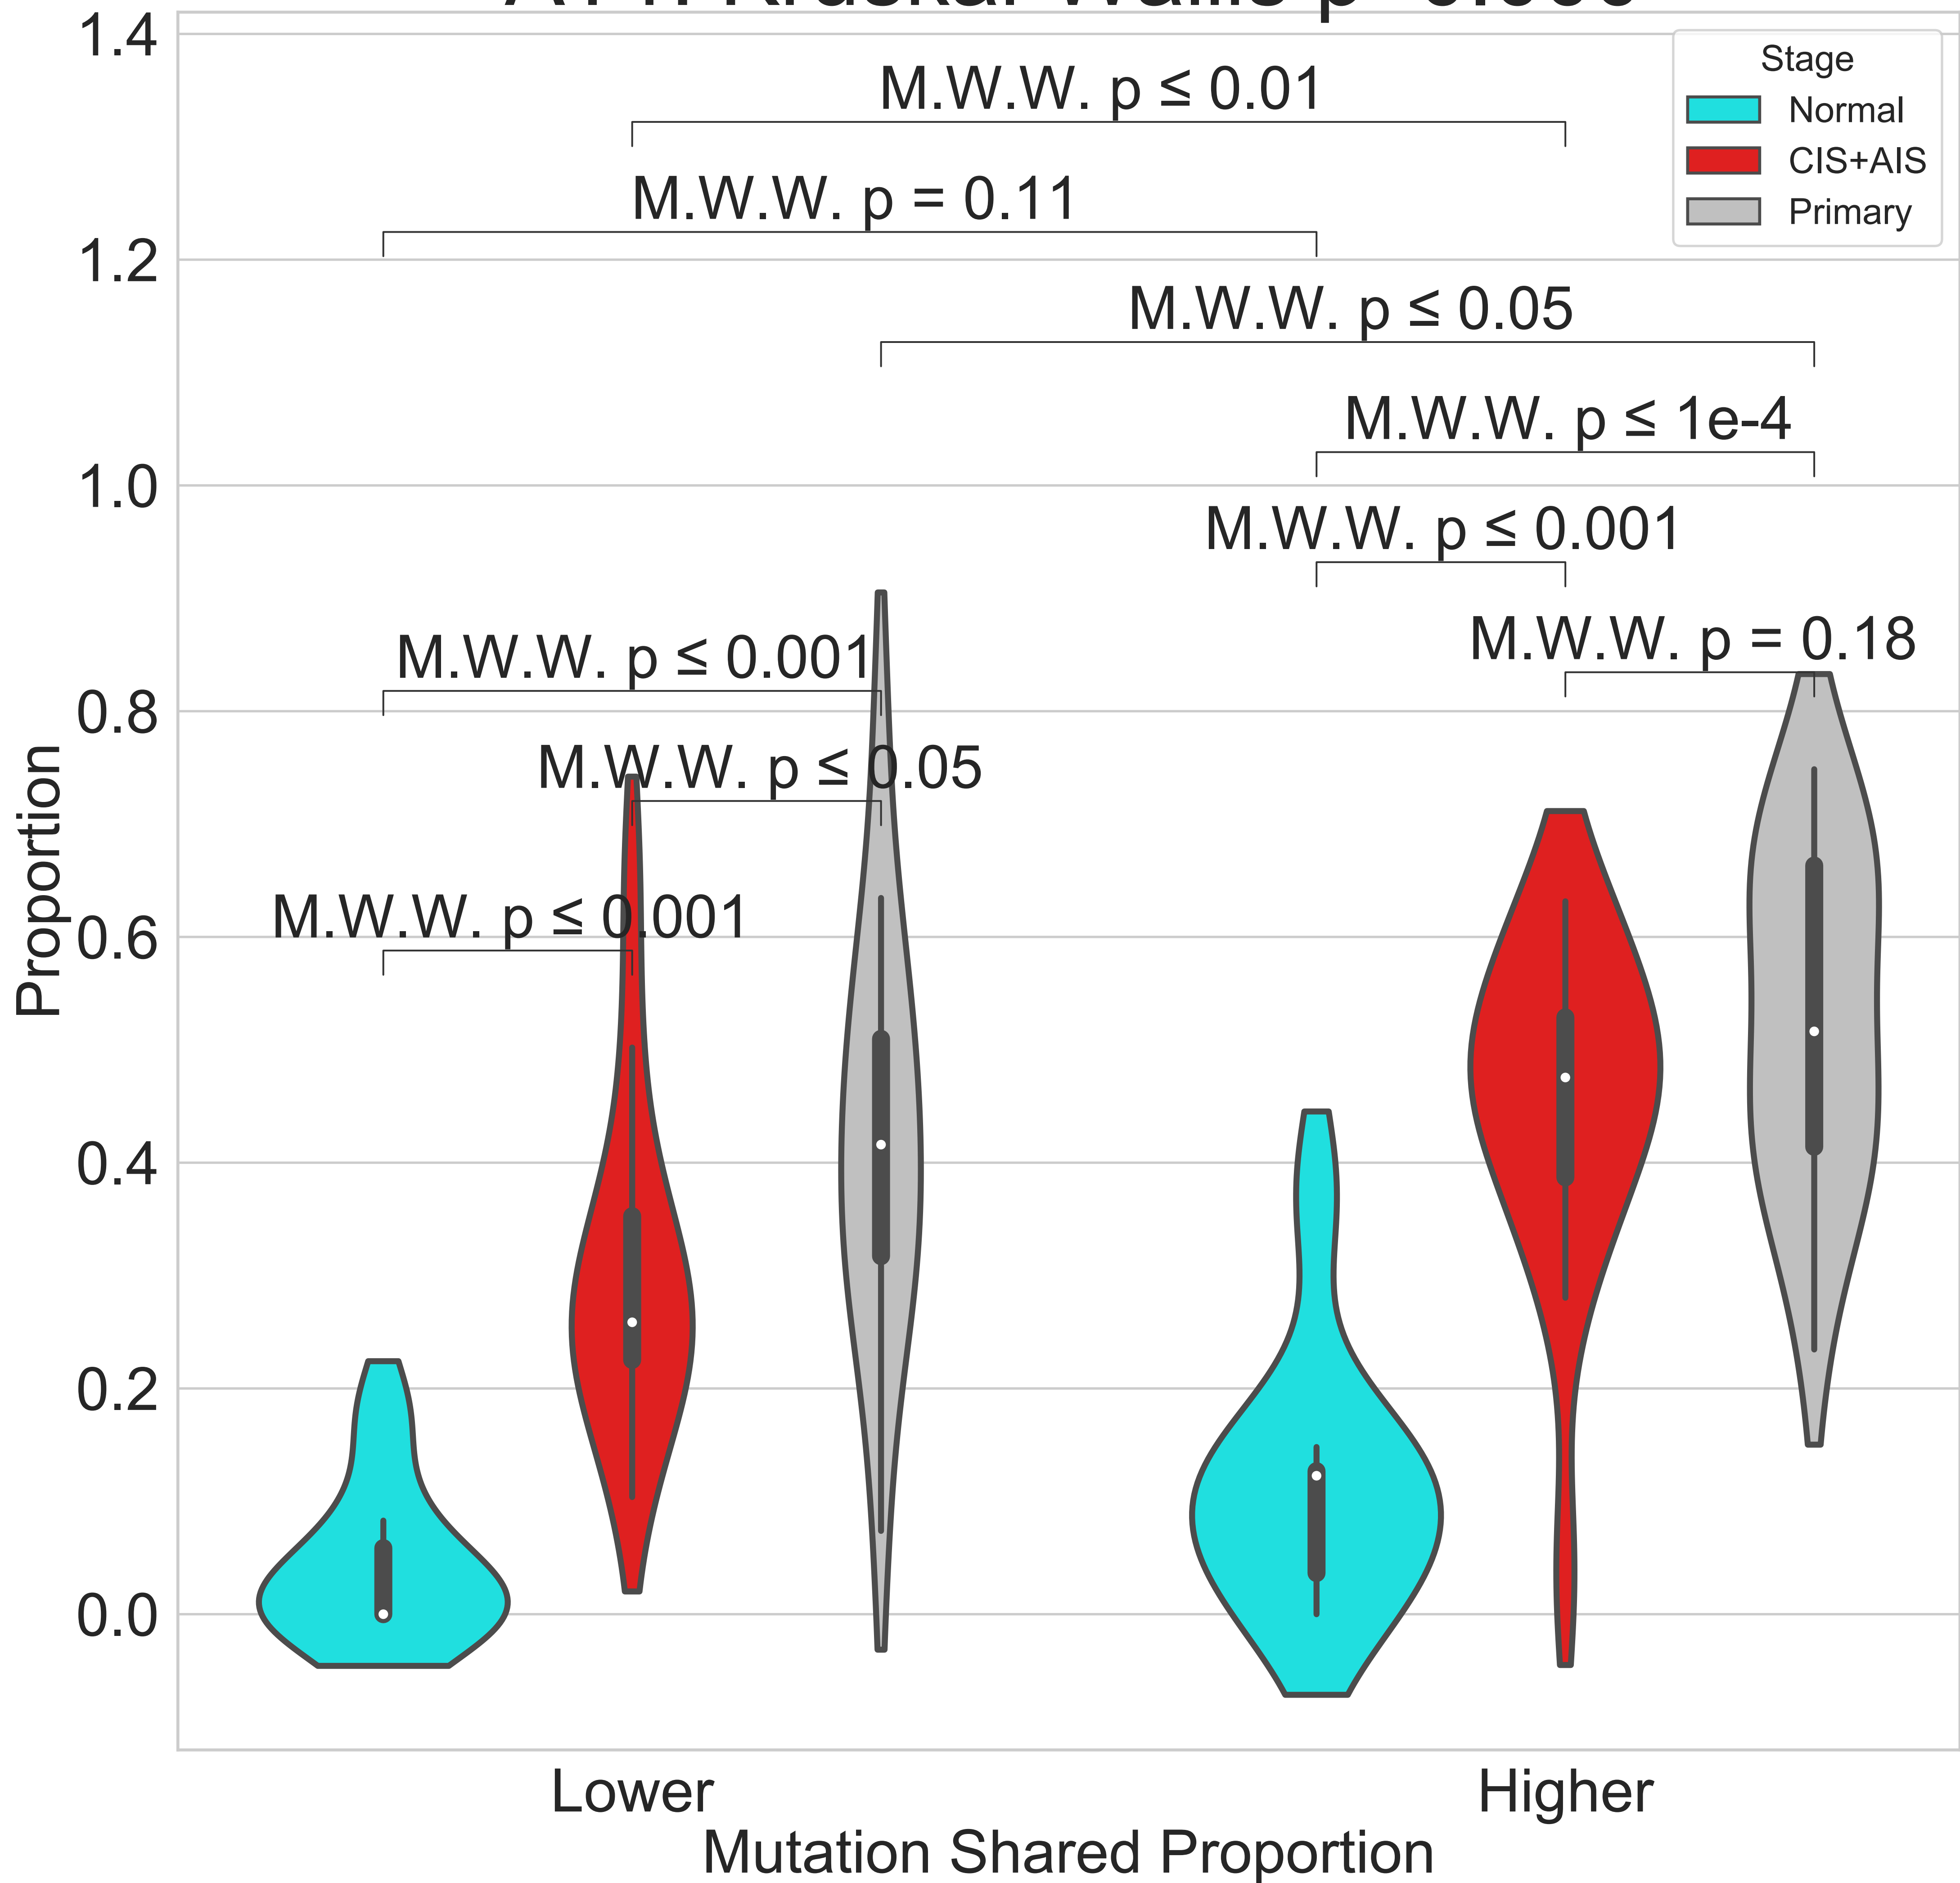 1.4
1.2
1.0
0.8
0.6
0.4
0.2
0.0
Proportion
Stage
Normal
CIS+AIS
Primary
M.W.W. p ≤ 0.01
M.W.W. p = 0.11
M.W.W. p ≤ 0.05
M.W.W. p ≤ 1e-4
M.W.W. p ≤ 0.001
M.W.W. p = 0.18
M.W.W. p ≤ 0.001
M.W.W. p ≤ 0.05
M.W.W. p ≤ 0.001
Lower
Higher
Mutation Shared Proportion